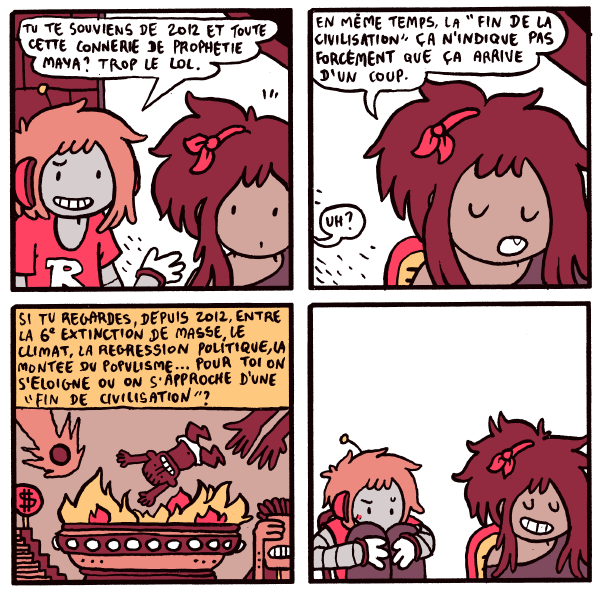 TU TE SOUVIENS DE 2012 ET TOUTE
CETTE CONNERIE DE PROPHÉTIE
MAYA? TROP LE LOL.
R
EN MÊME TEMPS, LA "FIN DE LA
CIVILISATION" ÇA N'INDIQUE PAS
FORCÉMENT QUE ÇA ARRIVE
D'UN COUP.
UH?
SI TU REGARDES, DEPUIS 2012, ENTRE
LA 6e EXTINCTION DE MASSE, LE
CLIMAT, LA REGRESSION POLITIQUE, LA
MONTÉE DU POPULISME... POUR TOI ON
S'ÉLOIGNE OU ON S'APPROCHE D'UNE
"FIN DE CIVILISATION"?
$